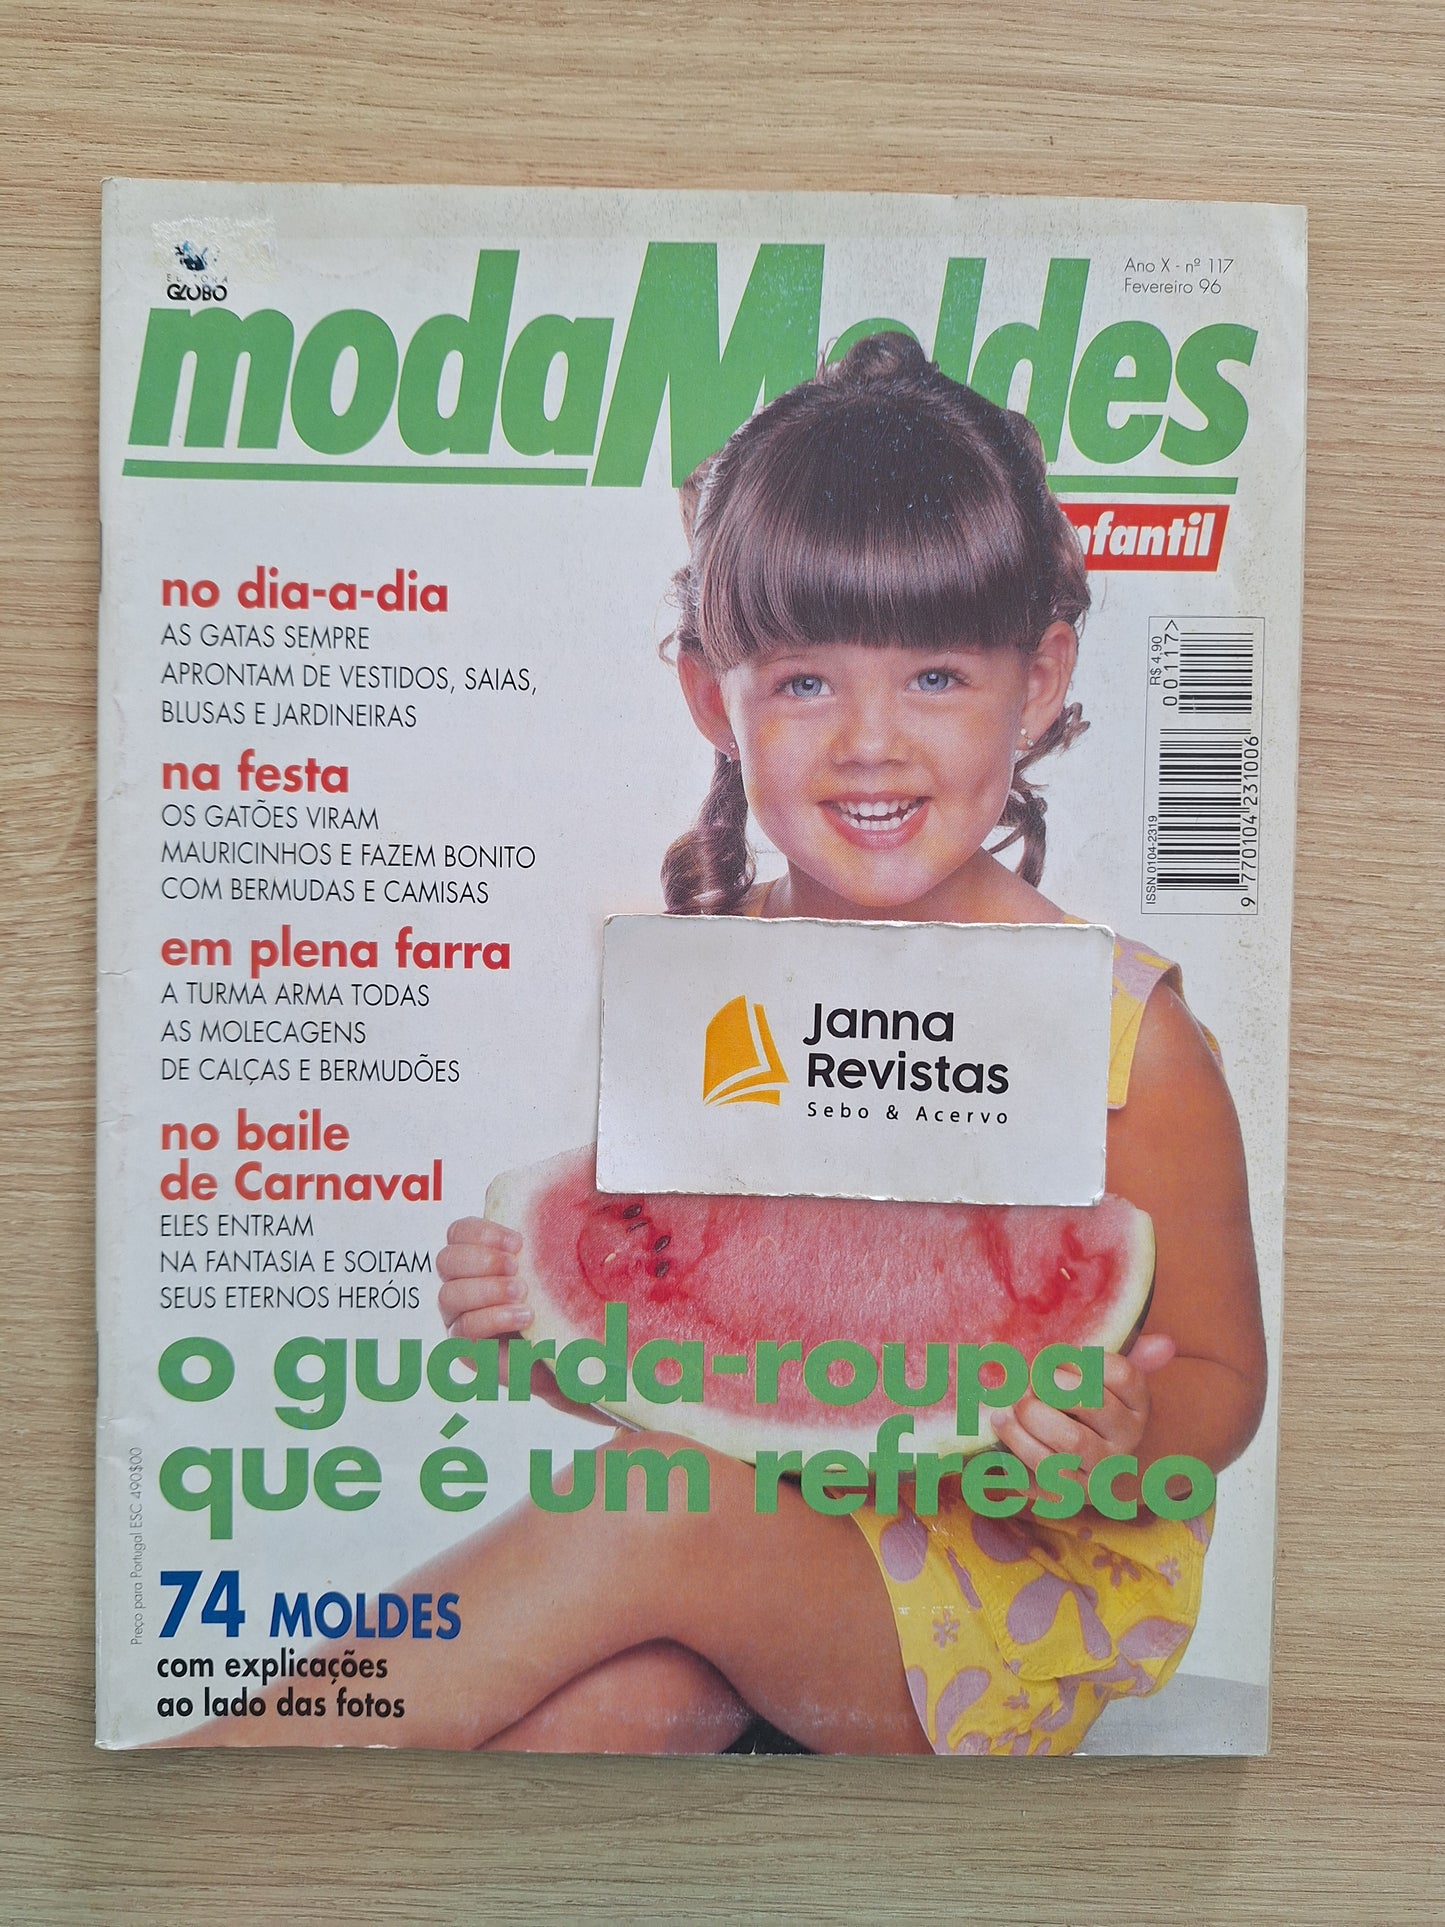 EDITORA
GLOBO
Ano X - nº 117
Fevereiro 96
modaMoldes
infantil
no dia-a-dia
AS GATAS SEMPRE
APRONTAM DE VESTIDOS, SAIAS,
BLUSAS E JARDINEIRAS
na festa
OS GATÕES VIRAM
MAURICINHOS E FAZEM BONITO
COM BERMUDAS E CAMISAS
em plena farra
A TURMA ARMA TODAS
AS MOLECAGENS
DE CALÇAS E BERMUDÕES
no baile
de Carnaval
ELES ENTRAM
NA FANTASIA E SOLTAM
SEUS ETERNOS HERÓIS
R$ 4,90
00117>
ISSN 0104-2319
9 770104 231006
Janna
Revistas
Sebo & Acervo
o guarda-roupa
que é um refresco
Preço para Portugal ESC 490$00
74 MOLDES
com explicações
ao lado das fotos